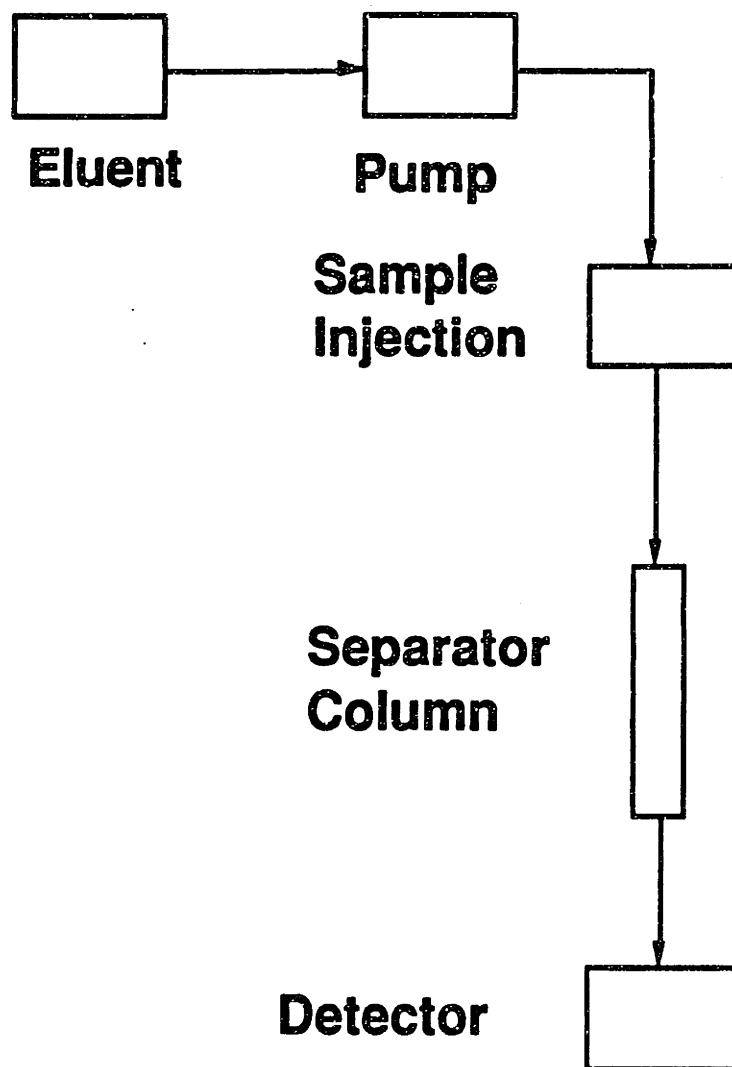 Eluent
Pump
Sample
Injection
Separator
Column
Detector